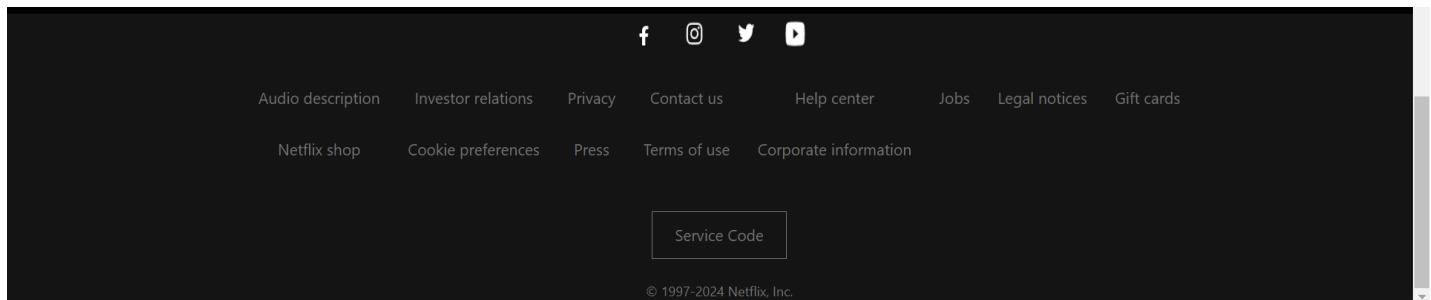 Audio description Investor relations Privacy Contact us Help center Jobs Legal notices Gift cards
Netflix shop Cookie preferences Press Terms of use Corporate information
Service Code
© 1997-2024 Netflix, Inc.